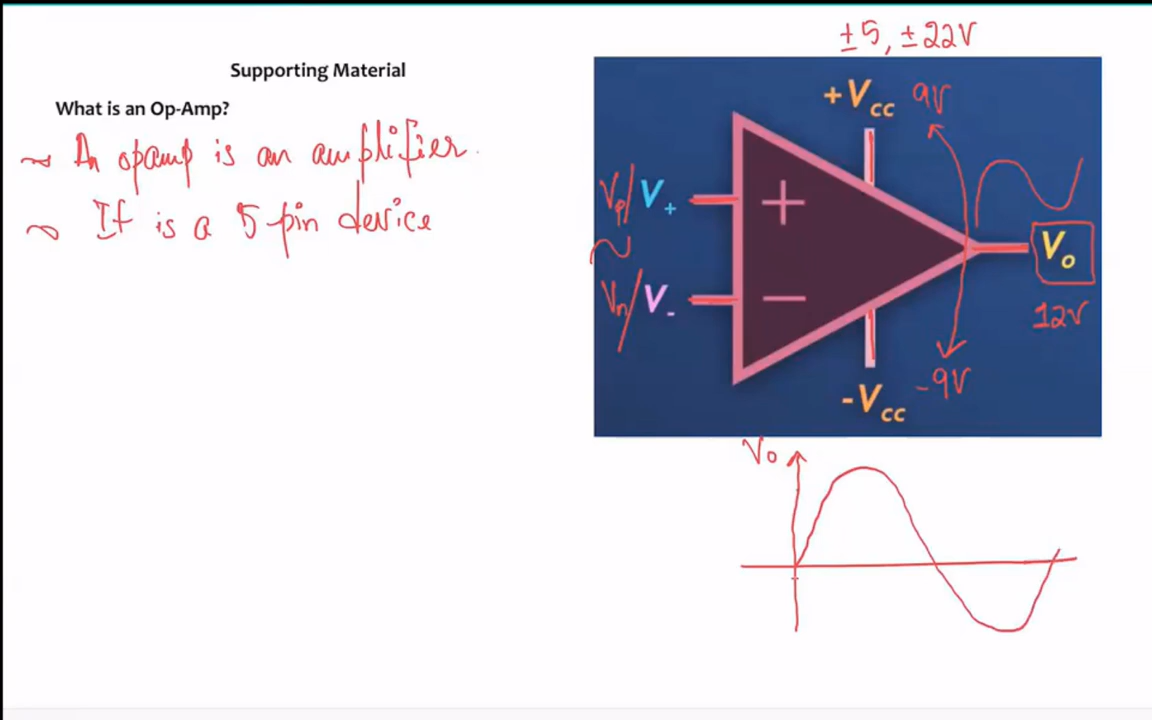 ±5, ±22V
Supporting Material
What is an Op-Amp?
An opamp is an amplifier.
It is a 5 pin device
+Vcc 9V
Vp/V+
+
Vo
Vn/V-
−
12V
-Vcc -9V
Vo